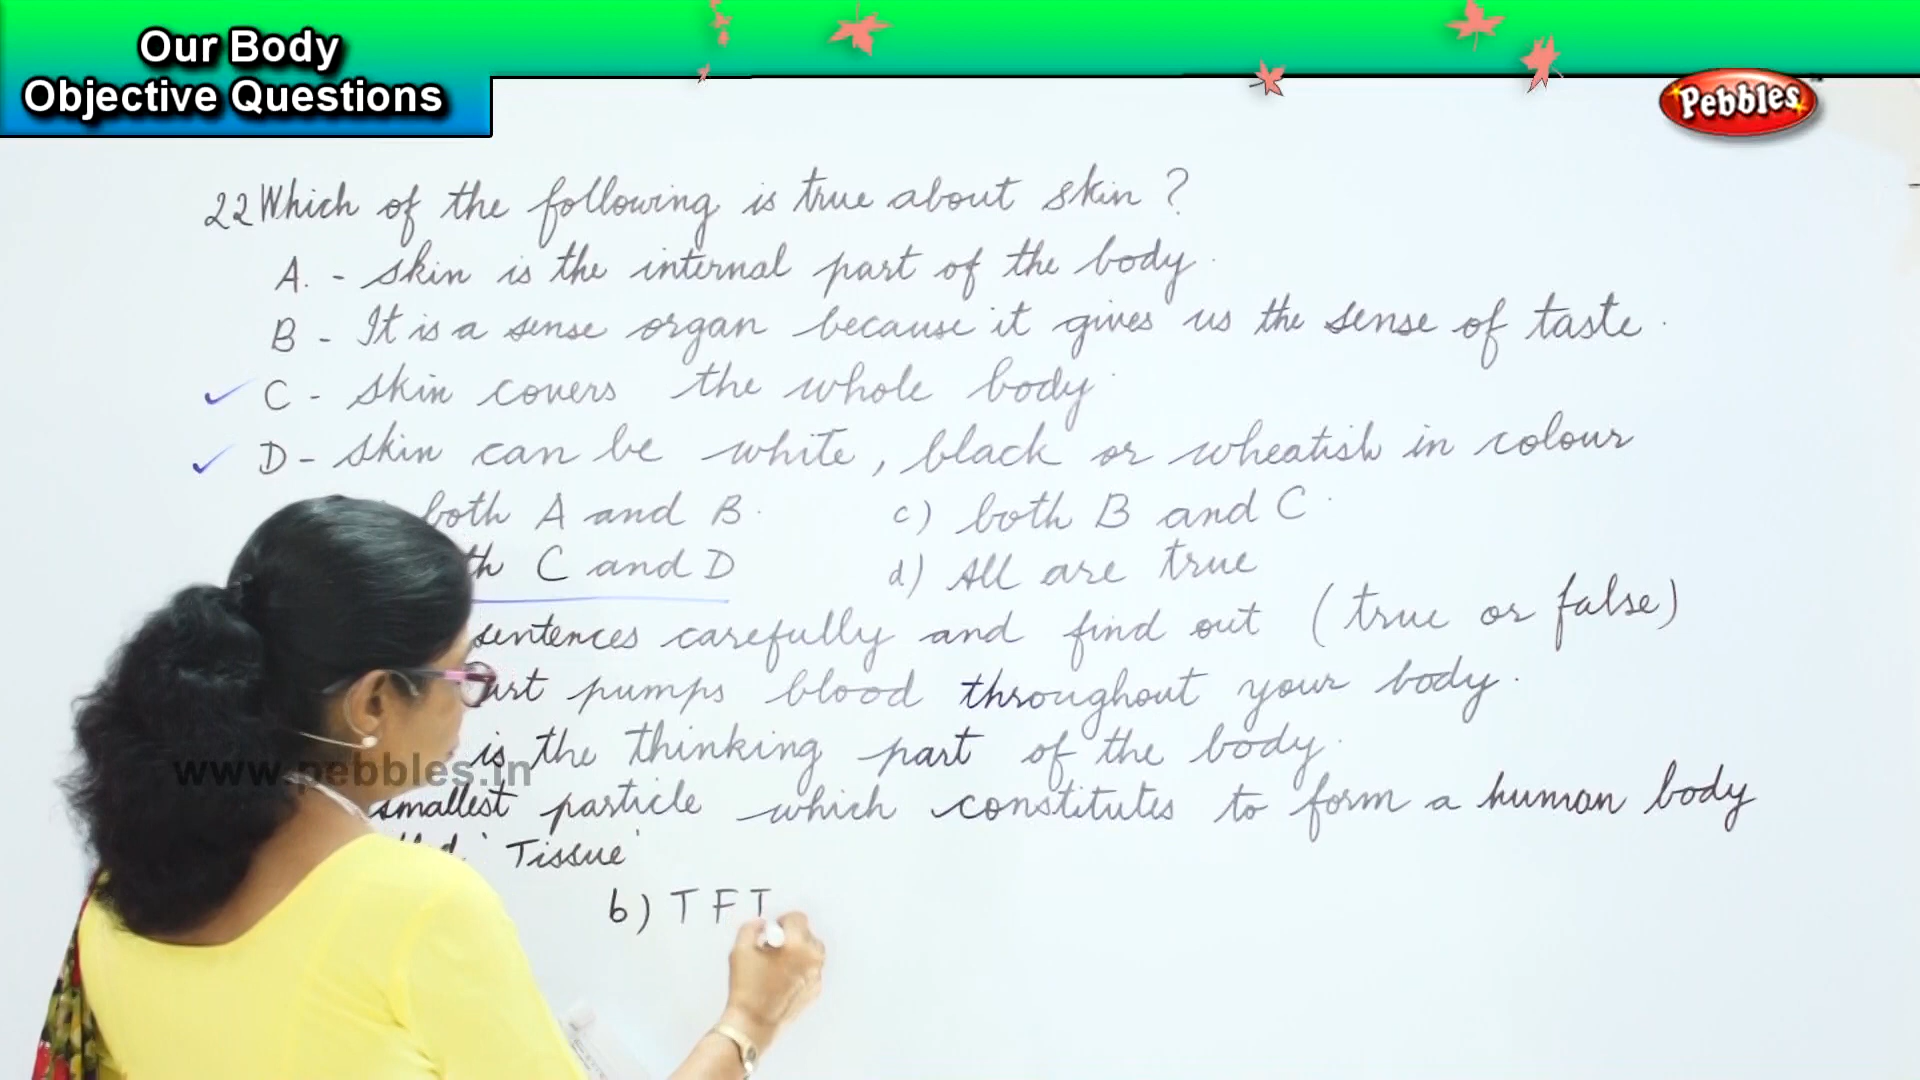 Our Body
Objective Questions
Pebbles
22 Which of the following is true about skin ?
A. - skin is the internal part of the body.
B - It is a sense organ because it gives us the sense of taste.
C - skin covers the whole body.
D - skin can be white, black or wheatish in colour
both A and B.
c) both B and C.
C and D
d) All are true
sentences carefully and find out (true or false)
pumps blood throughout your body.
is the thinking part of the body.
www.pebbles.in
smallest particle which constitutes to form a human body
'Tissue'
b) T F T